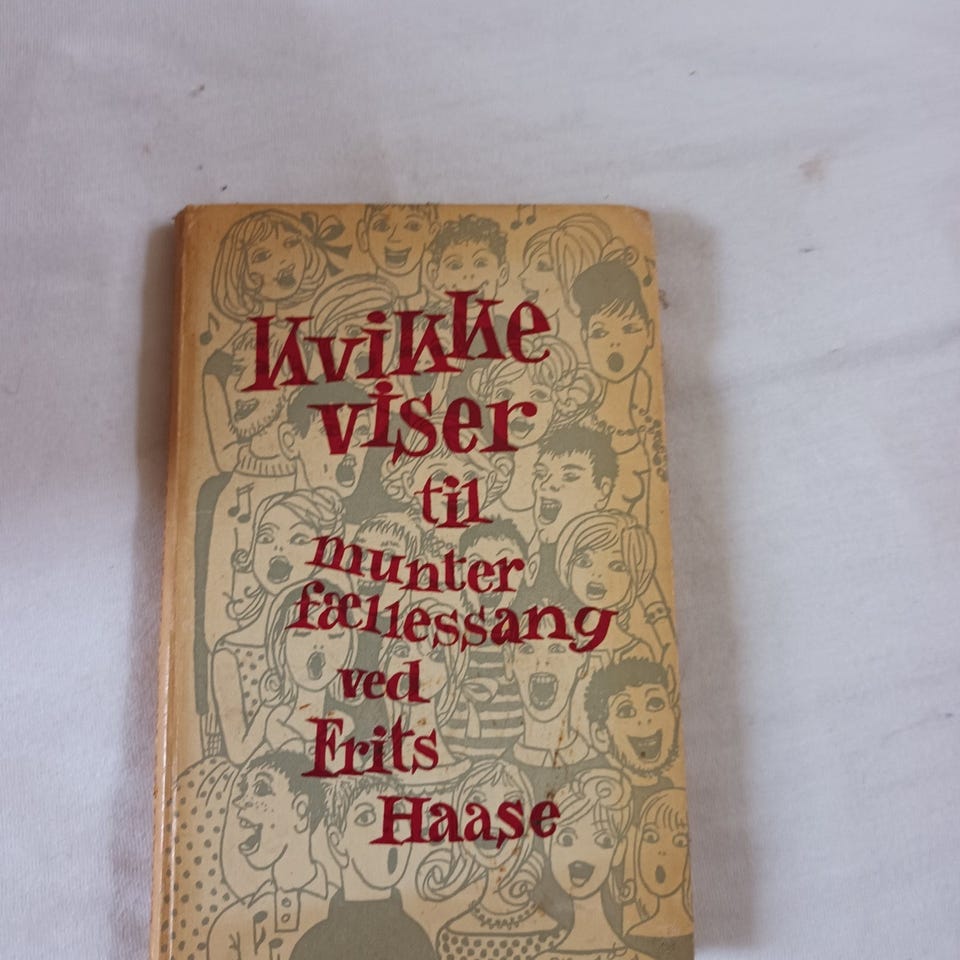 kvikke
viser
til
munter
fællessang
ved
Frits
Haase